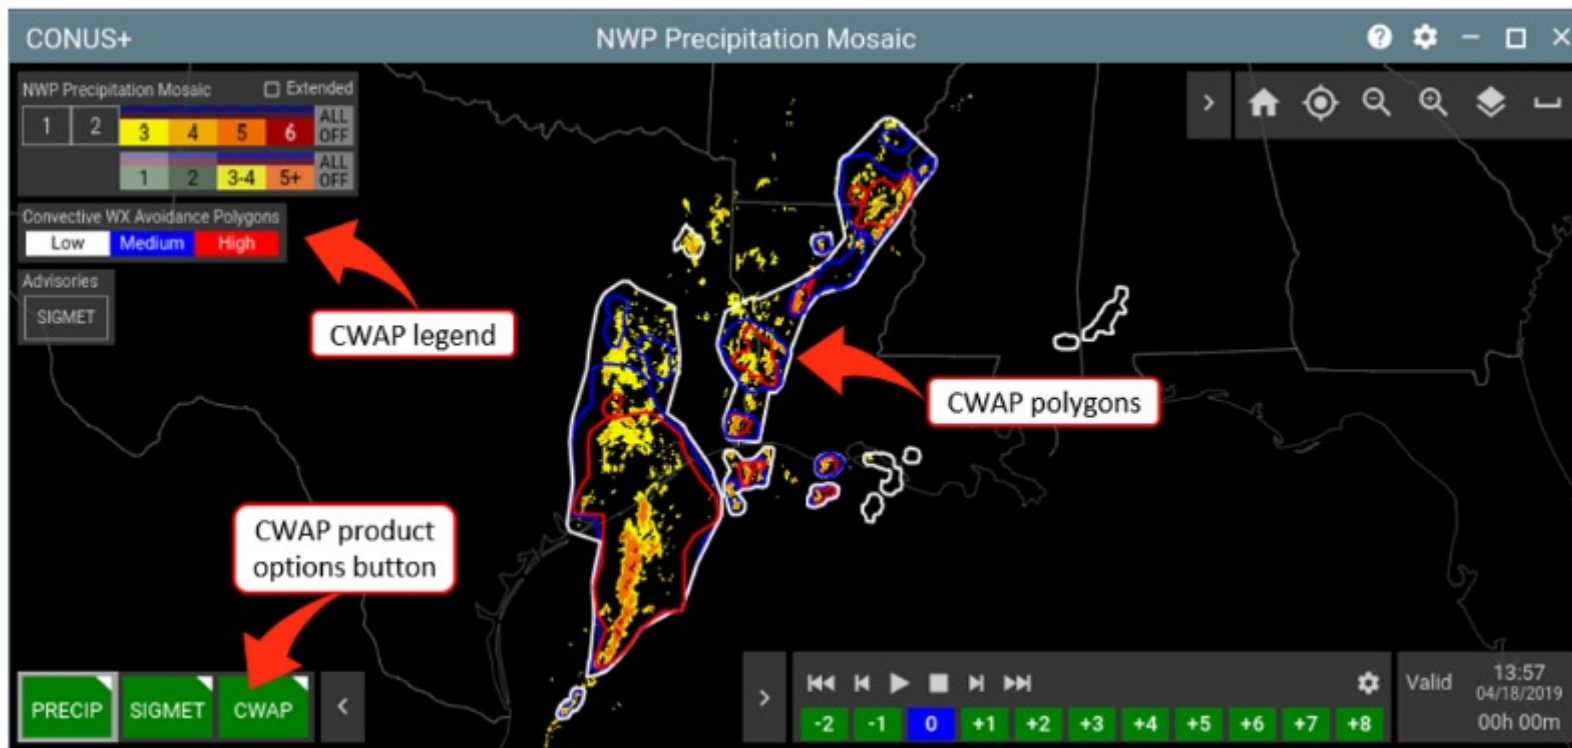 CONUS+
NWP Precipitation Mosaic
NWP Precipitation Mosaic
Extended
1 2 3 4 5 6 ALL OFF
1 2 3-4 5+ ALL OFF
Convective WX Avoidance Polygons
Low Medium High
Advisories
SIGMET
CWAP legend
CWAP polygons
CWAP product
options button
PRECIP SIGMET CWAP
-2 -1 0 +1 +2 +3 +4 +5 +6 +7 +8
Valid
13:57
04/18/2019
00h 00m